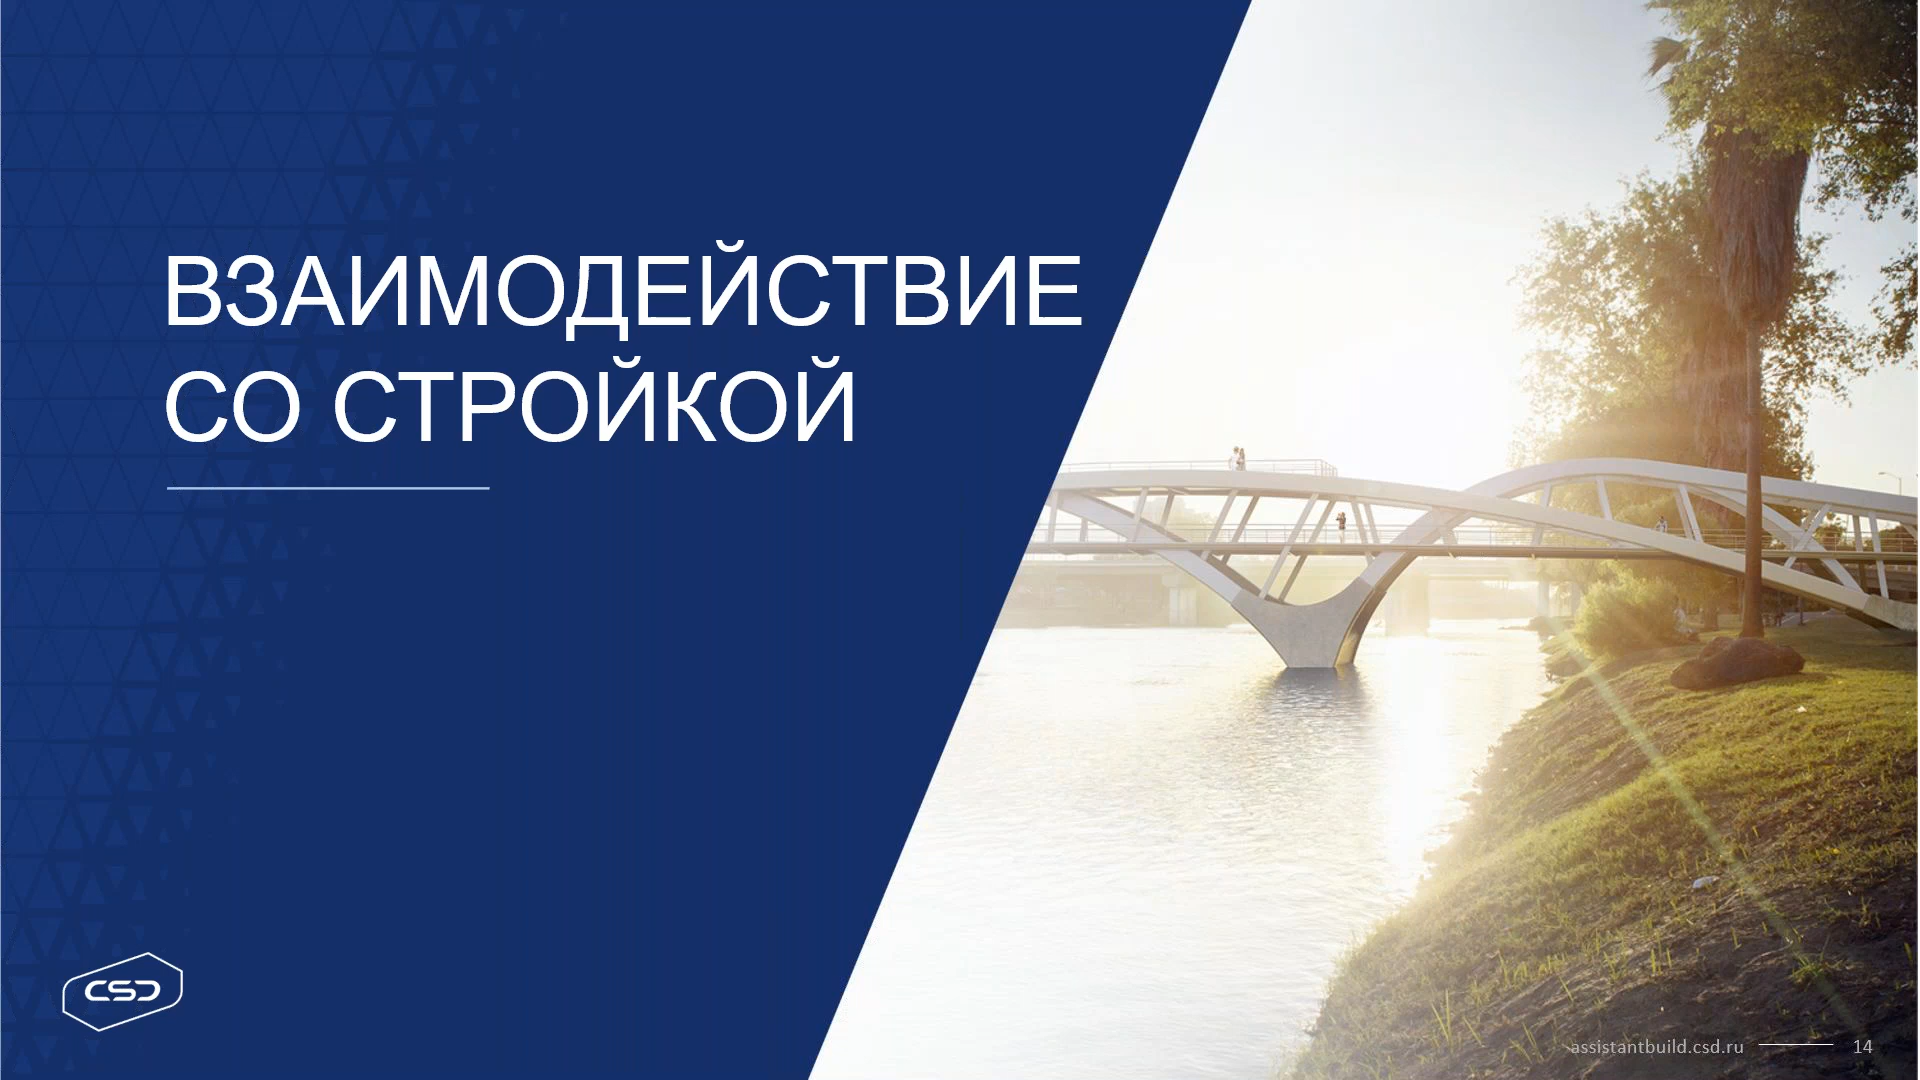 ВЗАИМОДЕЙСТВИЕ
СО СТРОЙКОЙ
CSD
assistantbuild.csd.ru
14